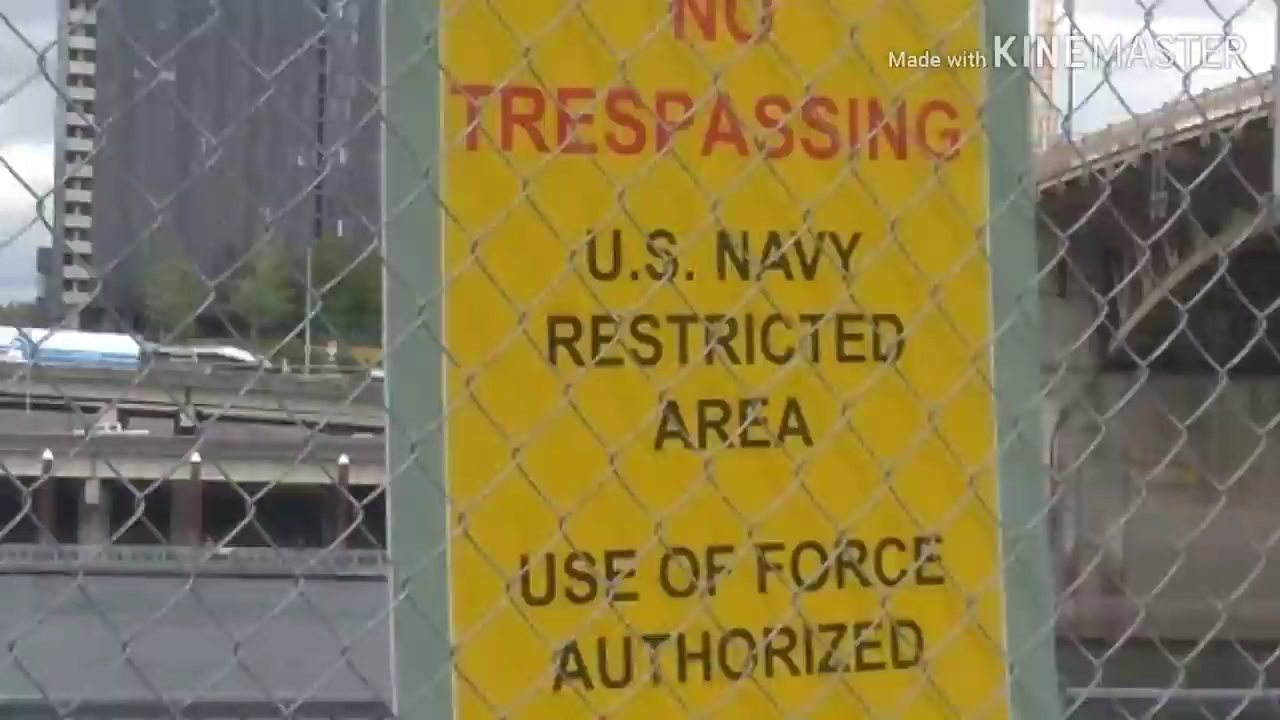 NO
Made with KINEMASTER
TRESPASSING
U.S. NAVY
RESTRICTED
AREA
USE OF FORCE
AUTHORIZED